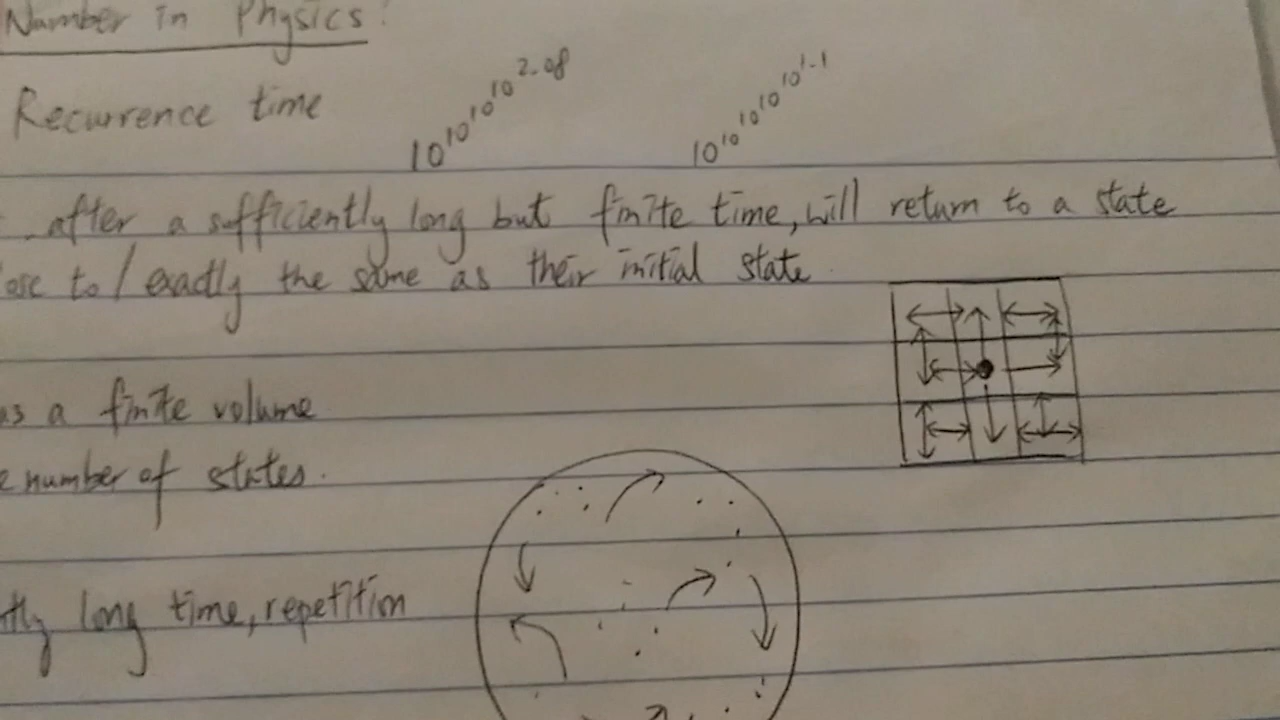 Number in Physics:
Recurrence time 10^10^10^10^2.08 10^10^10^10^10^1.1
after a sufficiently long but finite time, will return to a state
to / exactly the same as their initial state
as a finite volume
number of states.
long time, repetition